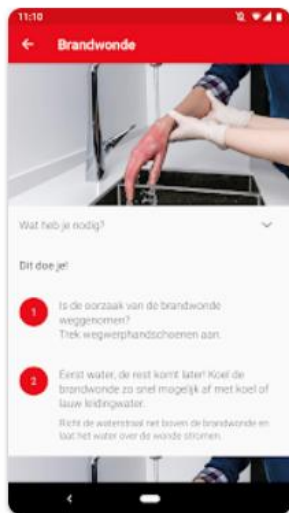 11:10
Brandwonde
Wat heb je nodig?
Dit doe je!
1
Is de oorzaak van de brandwonde
weggenomen?
Trek wegwerphandschoenen aan.
2
Eerst water, de rest komt later! Koel de
brandwonde zo snel mogelijk af met koel of
lauw leidingwater.
Richt de waterstraal net boven de brandwonde en
laat het water over de wonde stromen.